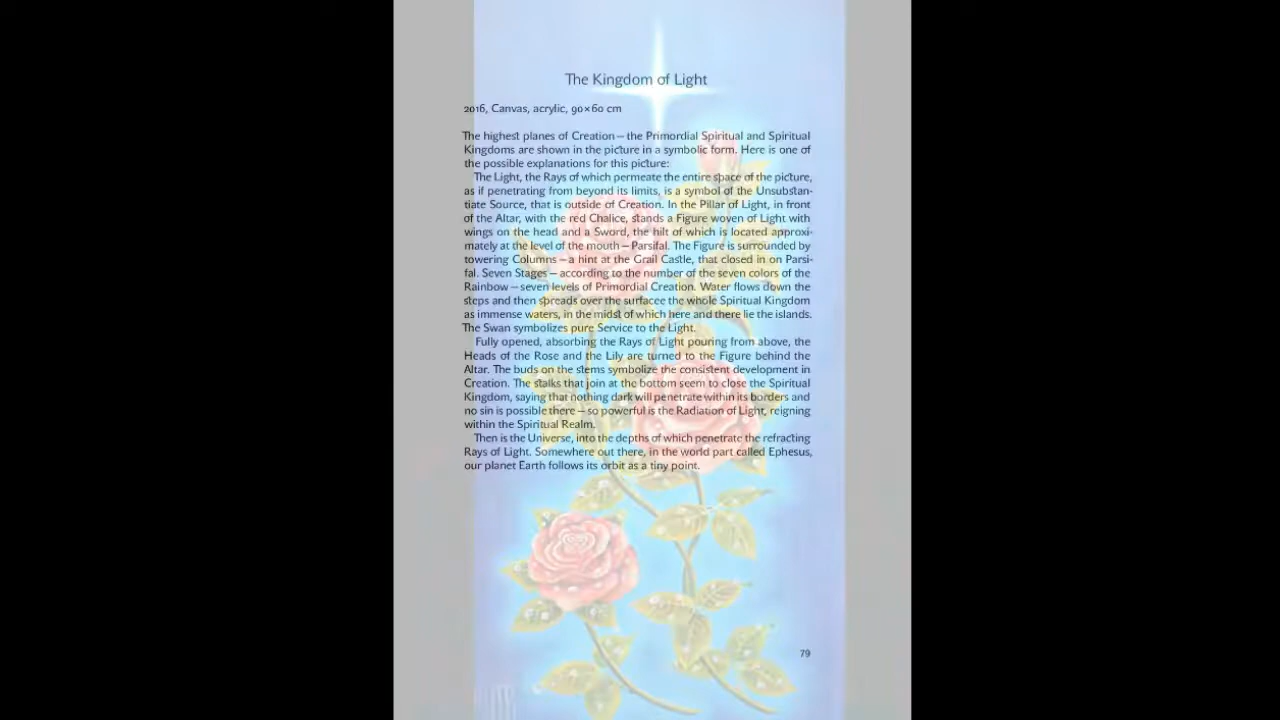 The Kingdom of Light
2016, Canvas, acrylic, 90×60 cm
The highest planes of Creation – the Primordial Spiritual and Spiritual
Kingdoms are shown in the picture in a symbolic form. Here is one of
the possible explanations for this picture:
The Light, the Rays of which permeate the entire space of the picture,
as if penetrating from beyond its limits, is a symbol of the Unsubstan-
tiate Source, that is outside of Creation. In the Pillar of Light, in front
of the Altar, with the red Chalice, stands a Figure woven of Light with
wings on the head and a Sword, the hilt of which is located approxi-
mately at the level of the mouth – Parsifal. The Figure is surrounded by
towering Columns – a hint at the Grail Castle, that closed in on Parsi-
fal. Seven Stages – according to the number of the seven colors of the
Rainbow – seven levels of Primordial Creation. Water flows down the
steps and then spreads over the surfacee the whole Spiritual Kingdom
as immense waters, in the midst of which here and there lie the islands.
The Swan symbolizes pure Service to the Light.
Fully opened, absorbing the Rays of Light pouring from above, the
Heads of the Rose and the Lily are turned to the Figure behind the
Altar. The buds on the stems symbolize the consistent development in
Creation. The stalks that join at the bottom seem to close the Spiritual
Kingdom, saying that nothing dark will penetrate within its borders and
no sin is possible there – so powerful is the Radiation of Light, reigning
within the Spiritual Realm.
Then is the Universe, into the depths of which penetrate the refracting
Rays of Light. Somewhere out there, in the world part called Ephesus,
our planet Earth follows its orbit as a tiny point.
79